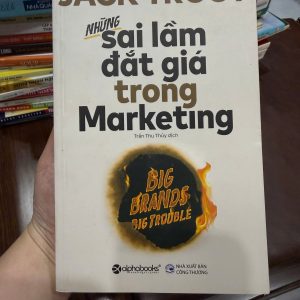 JACK TROUT
NHỮNG
sai lầm
đắt giá
trong
Marketing
Trần Thu Thủy dịch
BIG
BRANDS
BIG TROUBLE
alphabooks
NHÀ XUẤT BẢN
CÔNG THƯƠNG